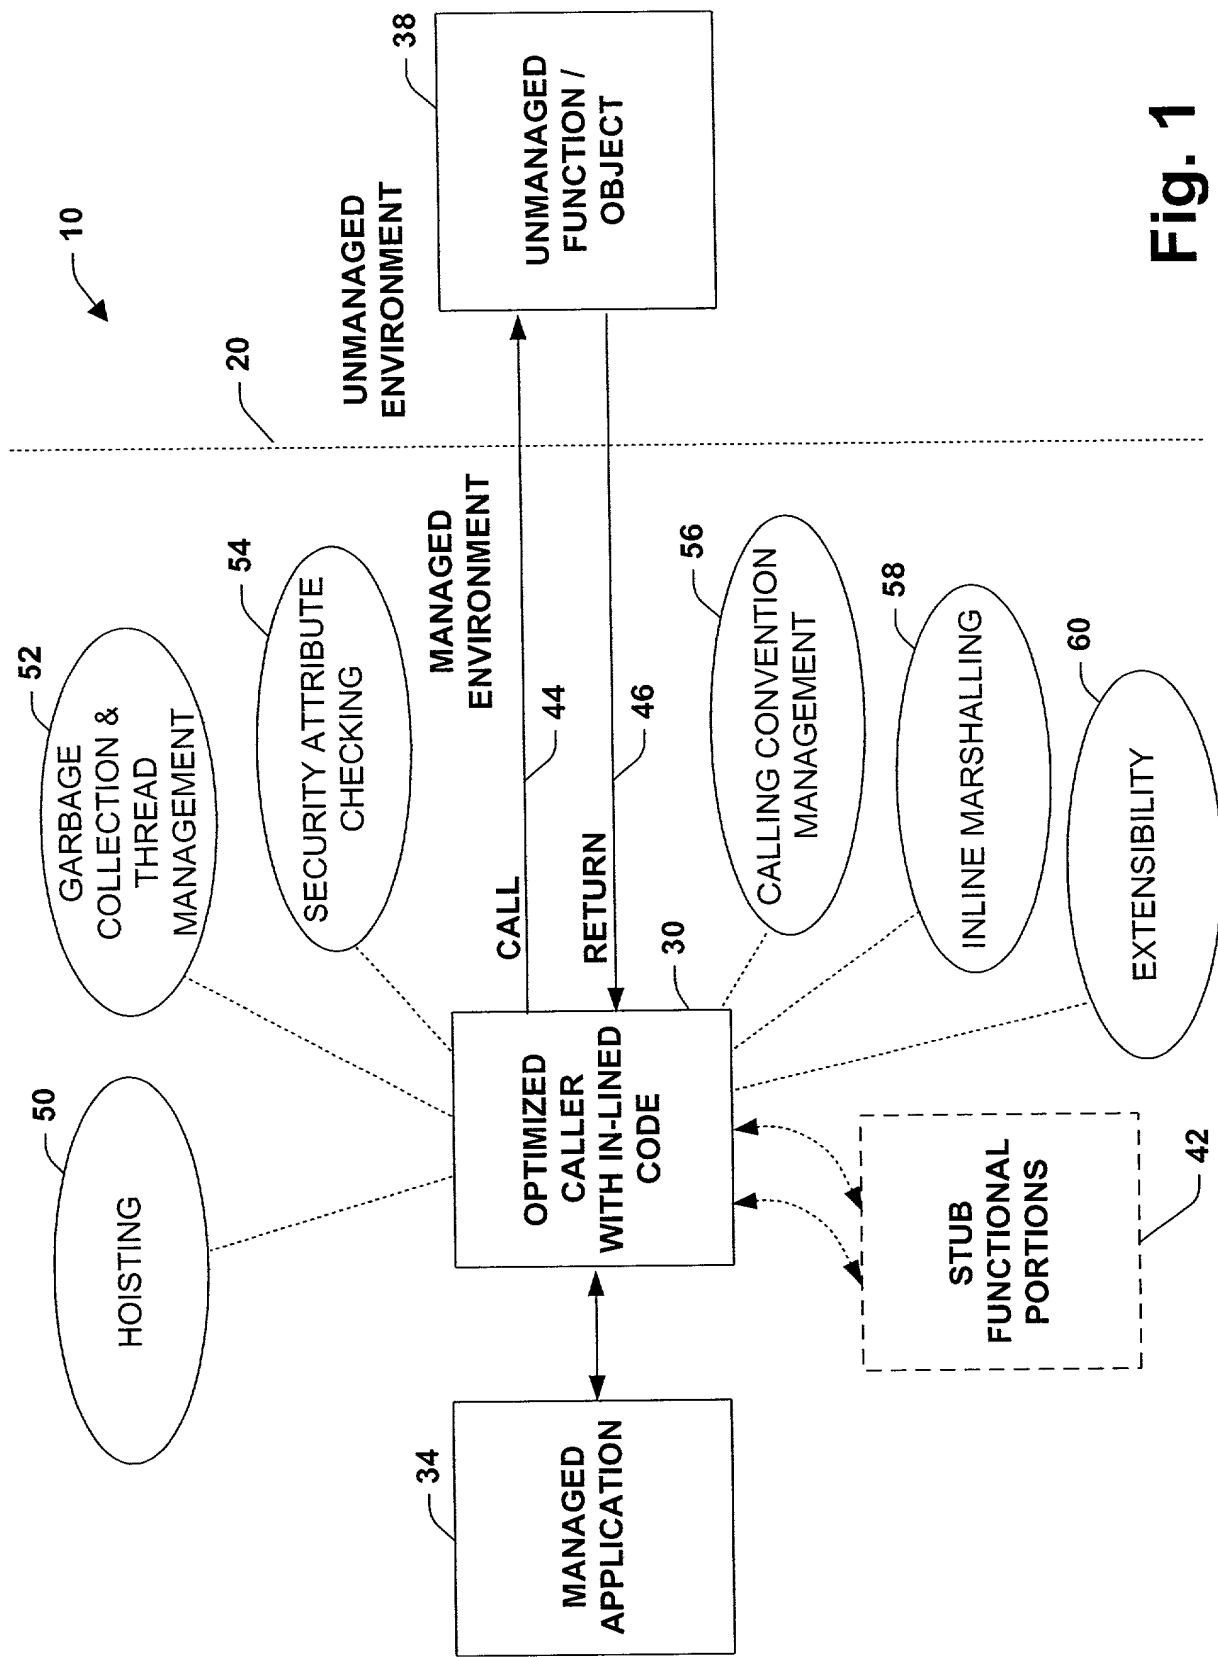 10
20
UNMANAGED
ENVIRONMENT
MANAGED
ENVIRONMENT
38
UNMANAGED
FUNCTION /
OBJECT
50
HOISTING
52
GARBAGE
COLLECTION &
THREAD
MANAGEMENT
54
SECURITY ATTRIBUTE
CHECKING
34
MANAGED
APPLICATION
30
OPTIMIZED
CALLER
WITH IN-LINED
CODE
CALL
44
RETURN
46
56
CALLING CONVENTION
MANAGEMENT
58
INLINE MARSHALLING
60
EXTENSIBILITY
STUB
FUNCTIONAL
PORTIONS
42
Fig. 1